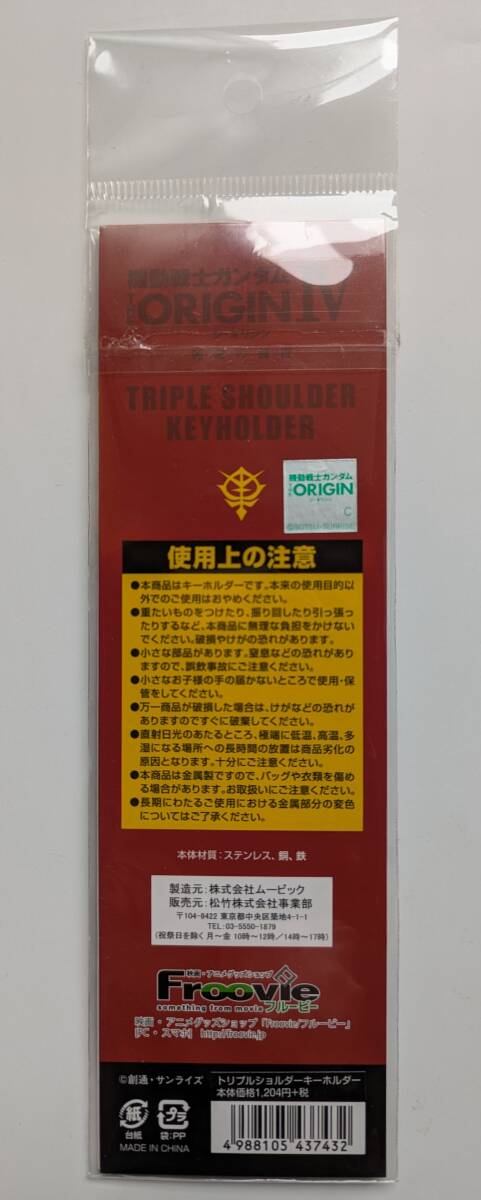 機動戦士ガンダム
THE ORIGIN IV
ジ・オリジン
運命の前夜
TRIPLE SHOULDER
KEYHOLDER
機動戦士ガンダム
THE ORIGIN
ジ・オリジン
C
©SOTSU・SUNRISE
使用上の注意
●本商品はキーホルダーです。本来の使用目的以
外でのご使用はおやめください。
●重たいものをつけたり、振り回したり引っ張っ
たりするなど、本商品に無理な負担をかけない
でください。破損やけがの恐れがあります。
●小さな部品があります。窒息などの恐れがあり
ますので、誤飲事故にご注意ください。
●小さなお子様の手の届かないところで使用・保
管をしてください。
●万一商品が破損した場合は、けがなどの恐れが
ありますのですぐに破棄してください。
●直射日光のあたるところ、極端に低温、高温、多
湿になる場所への長時間の放置は商品劣化の
原因となります。十分にご注意ください。
●本商品は金属製ですので、バッグや衣類を傷め
る場合があります。お取扱いにご注意ください。
●長期にわたるご使用における金属部分の変色
についてはご了承ください。
本体材質：ステンレス、銅、鉄
製造元：株式会社ムービック
販売元：松竹株式会社事業部
〒104-8422 東京都中央区築地4-1-1
TEL:03-5550-1879
(祝祭日を除く 月〜金 10時〜12時／14時〜17時)
映画・アニメグッズショップ
Froovie
something from movie フルービー
映画・アニメグッズショップ「Froovie/フルービー」
[PC・スマホ] http://froovie.jp
©創通・サンライズ
トリプルショルダーキーホルダー
本体価格1,204円+税
紙 プラ
台紙 袋:PP
MADE IN CHINA
4 988105 437432